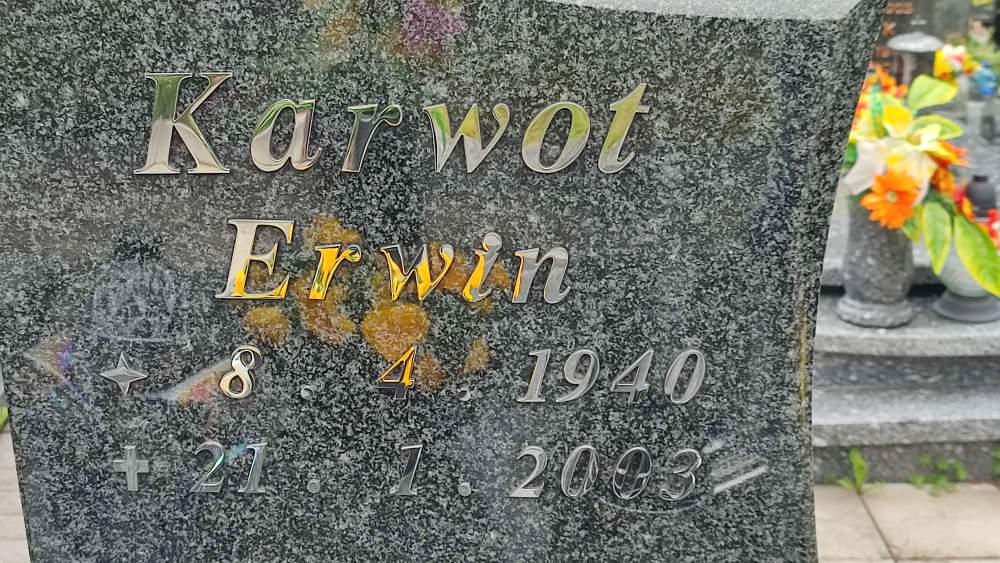 Karwot
Erwin
✧ 8. 4. 1940
✝ 21. 1. 2003